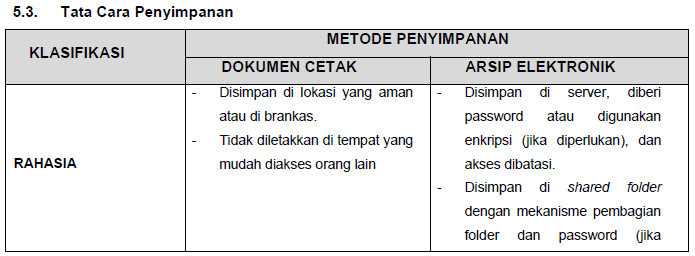 5.3. Tata Cara Penyimpanan
KLASIFIKASI
METODE PENYIMPANAN
DOKUMEN CETAK
ARSIP ELEKTRONIK
RAHASIA
- Disimpan di lokasi yang aman
atau di brankas.
- Tidak diletakkan di tempat yang
mudah diakses orang lain
- Disimpan di server, diberi
password atau digunakan
enkripsi (jika diperlukan), dan
akses dibatasi.
- Disimpan di shared folder
dengan mekanisme pembagian
folder dan password (jika